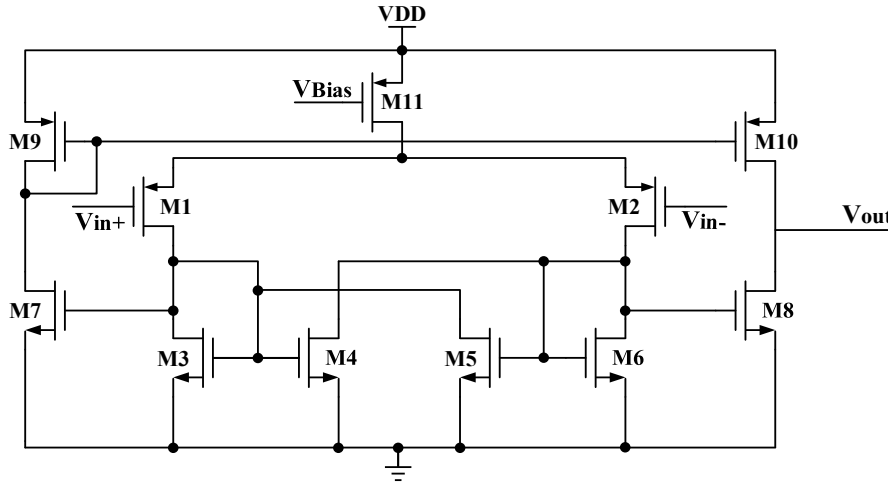 VDD
VBias
M11
M9
M10
M1
M2
Vin+
Vin-
Vout
M7
M8
M3
M4
M5
M6